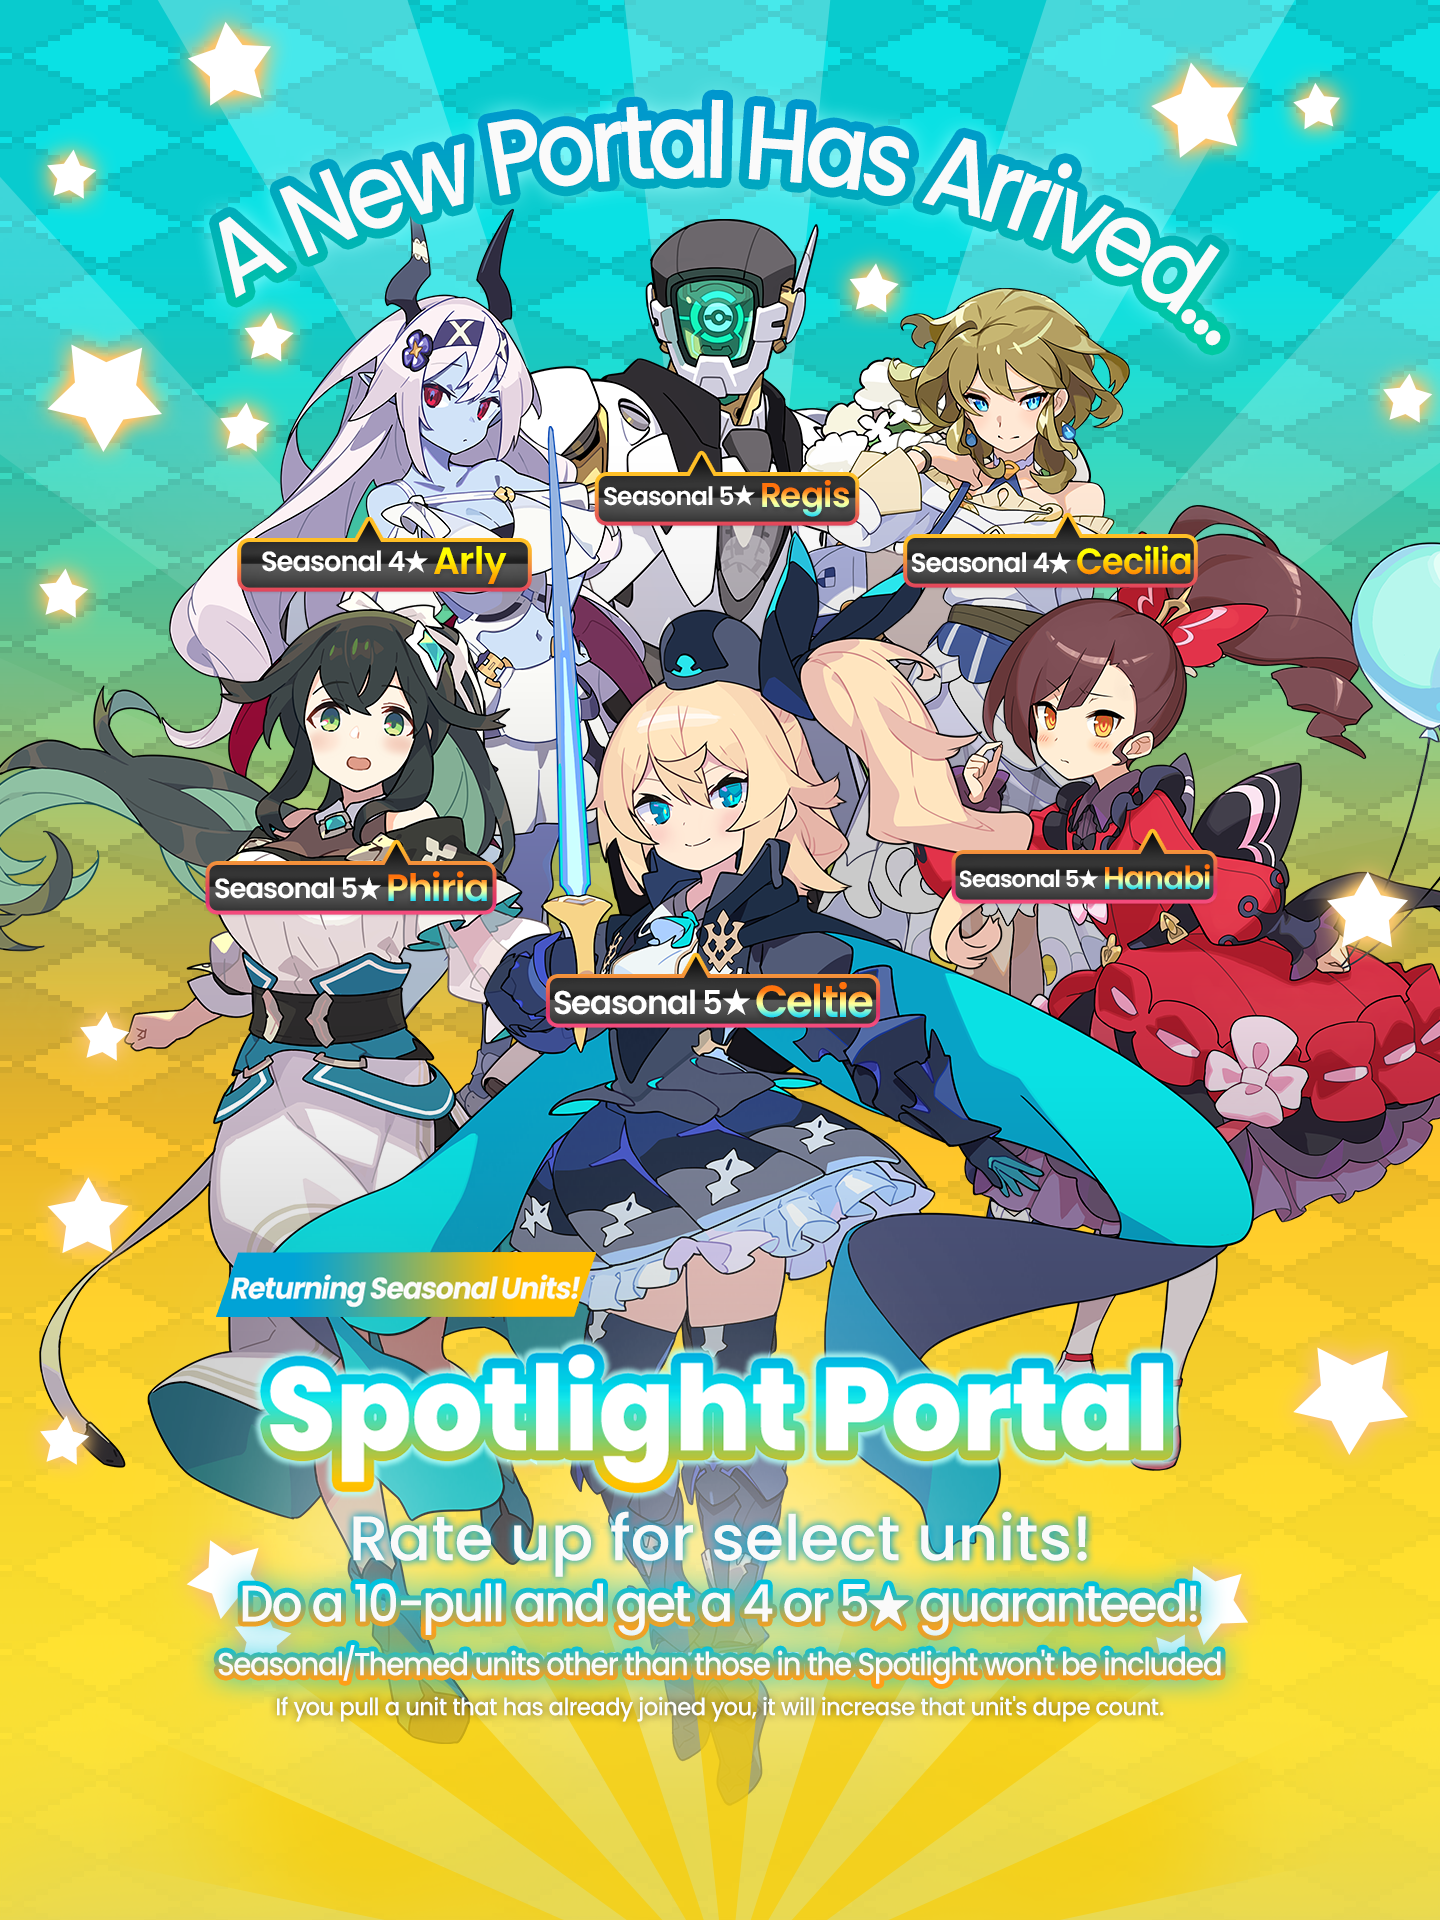 A New Portal Has Arrived...
X
Seasonal 5★ Regis
Seasonal 4★ Arly
Seasonal 4★ Cecilia
Seasonal 5★ Phiria
Seasonal 5★ Hanabi
Seasonal 5★ Celtie
Returning Seasonal Units!
Spotlight Portal
Rate up for select units!
Do a 10-pull and get a 4 or 5★ guaranteed!
Seasonal/Themed units other than those in the Spotlight won't be included
If you pull a unit that has already joined you, it will increase that unit's dupe count.